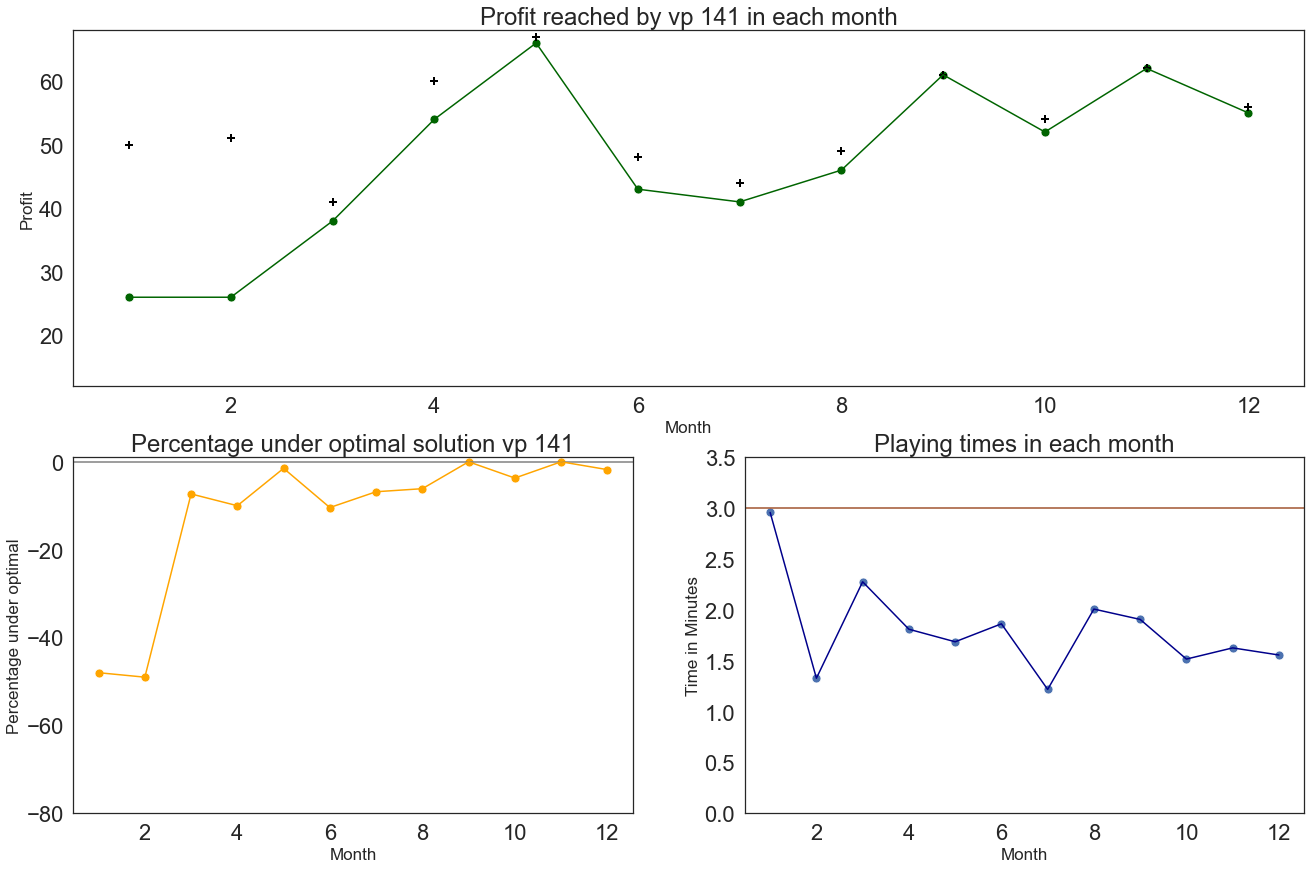 Profit reached by vp 141 in each month
60
50
40
30
20
Profit
2 4 6 8 10 12
Month
Percentage under optimal solution vp 141
0
−20
−40
−60
−80
Percentage under optimal
2 4 6 8 10 12
Month
Playing times in each month
3.5
3.0
2.5
2.0
1.5
1.0
0.5
0.0
Time in Minutes
2 4 6 8 10 12
Month